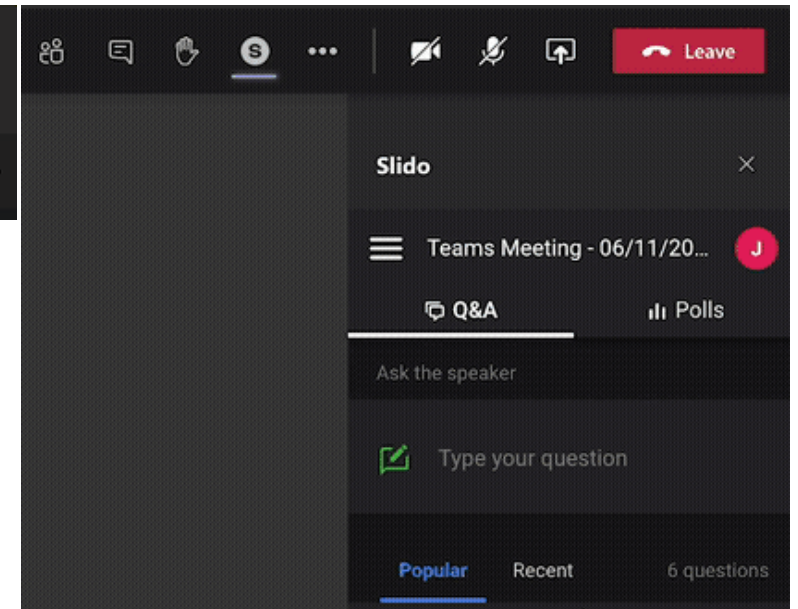 S
Leave
Slido
Teams Meeting - 06/11/20...
J
Q&A
Polls
Ask the speaker
Type your question
Popular Recent 6 questions